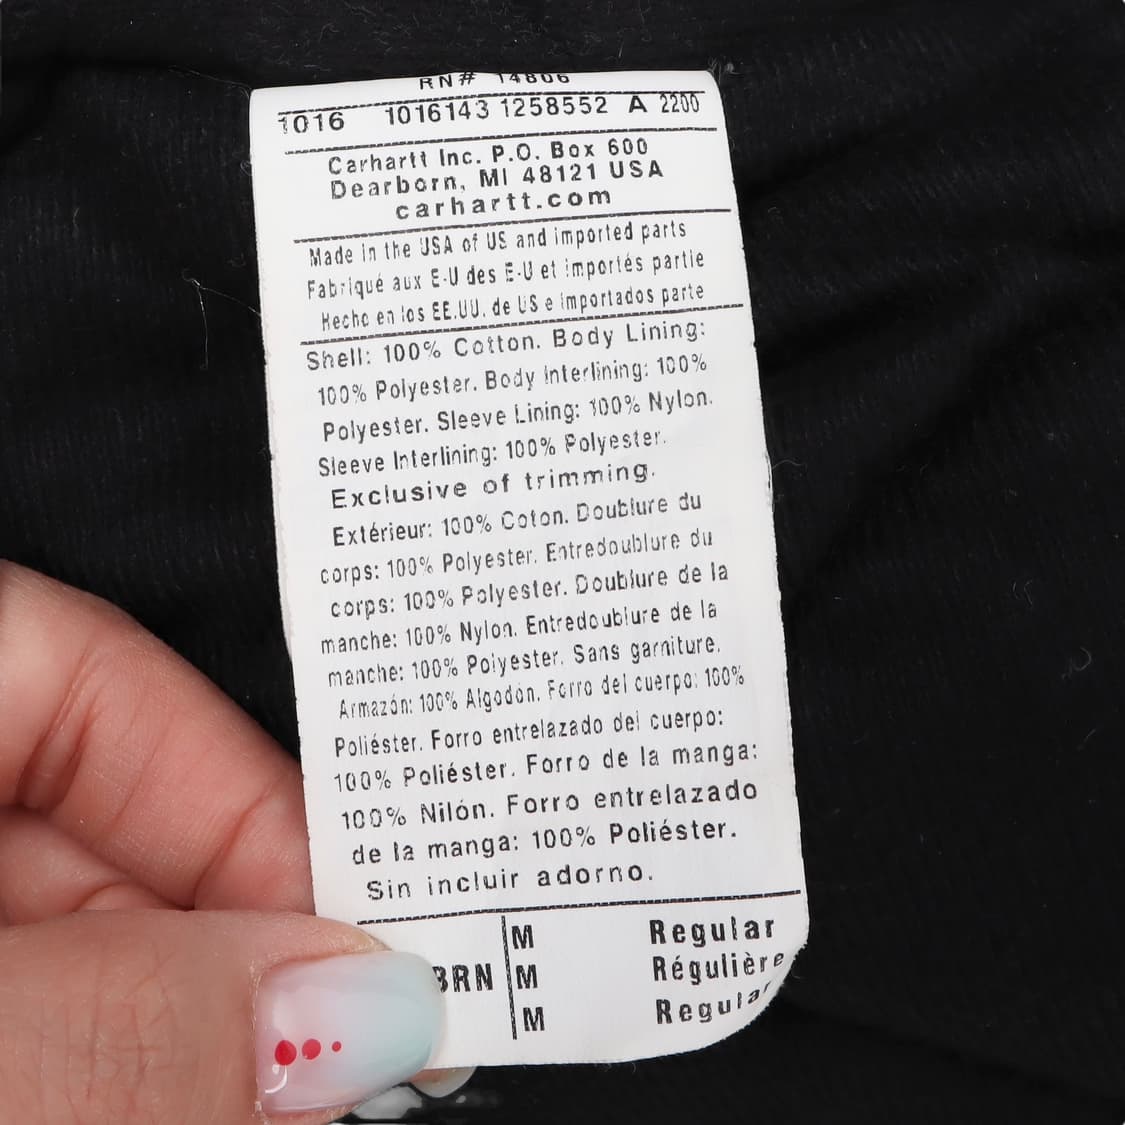 RN# 14806
1016 1016143 1258552 A 2200
Carhartt Inc. P.O. Box 600
Dearborn, MI 48121 USA
carhartt.com
Made in the USA of US and imported parts
Fabriqué aux E-U des E-U et importés partie
Hecho en los EE.UU. de US e importados parte
Shell: 100% Cotton. Body Lining:
100% Polyester. Body Interlining: 100%
Polyester. Sleeve Lining: 100% Nylon.
Sleeve Interlining: 100% Polyester.
Exclusive of trimming.
Extérieur: 100% Coton. Doublure du
corps: 100% Polyester. Entredoublure du
corps: 100% Polyester. Doublure de la
manche: 100% Nylon. Entredoublure de la
manche: 100% Polyester. Sans garniture.
Armazón: 100% Algodón. Forro del cuerpo: 100%
Poliéster. Forro entrelazado del cuerpo:
100% Poliéster. Forro de la manga:
100% Nilón. Forro entrelazado
de la manga: 100% Poliéster.
Sin incluir adorno.
M Regular
BRN M Régulière
M Regular